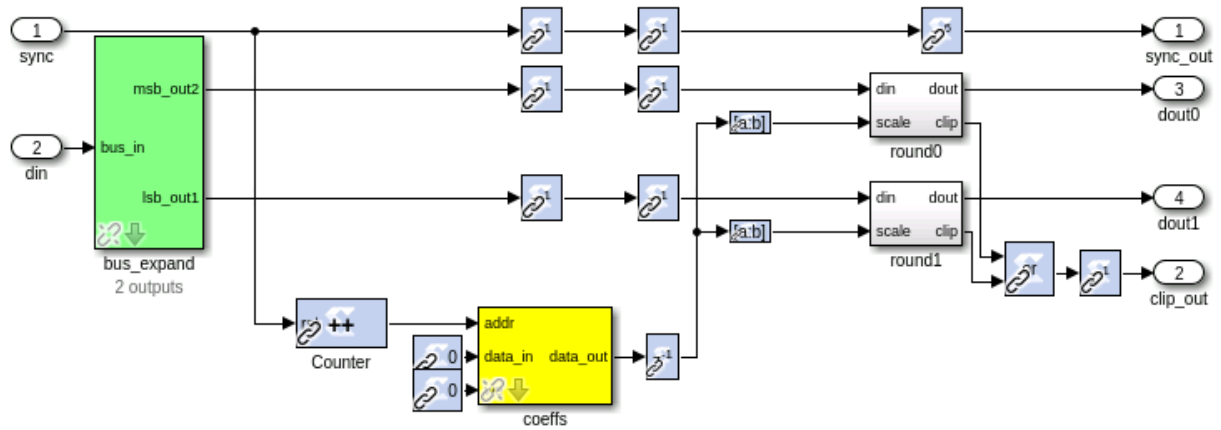 1
sync
2
din
msb_out2
bus_in
lsb_out1
bus_expand
2 outputs
++
Counter
0
0
addr
data_in
data_out
coeffs
-1
-1
-1
-1
-1
-1
-1
[a:b]
[a:b]
din
dout
scale
clip
round0
din
dout
scale
clip
round1
or
-1
1
sync_out
3
dout0
4
dout1
2
clip_out